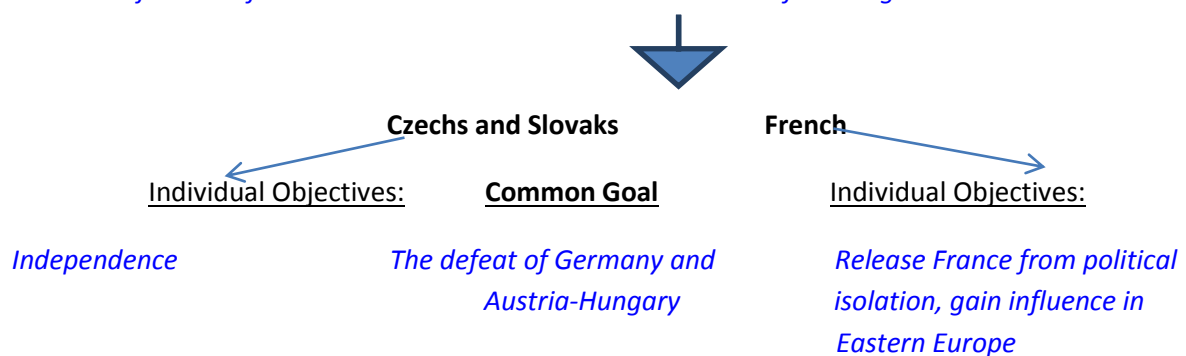 Czechs and Slovaks French
Individual Objectives: Common Goal Individual Objectives:
Independence The defeat of Germany and Release France from political
Austria-Hungary isolation, gain influence in
Eastern Europe